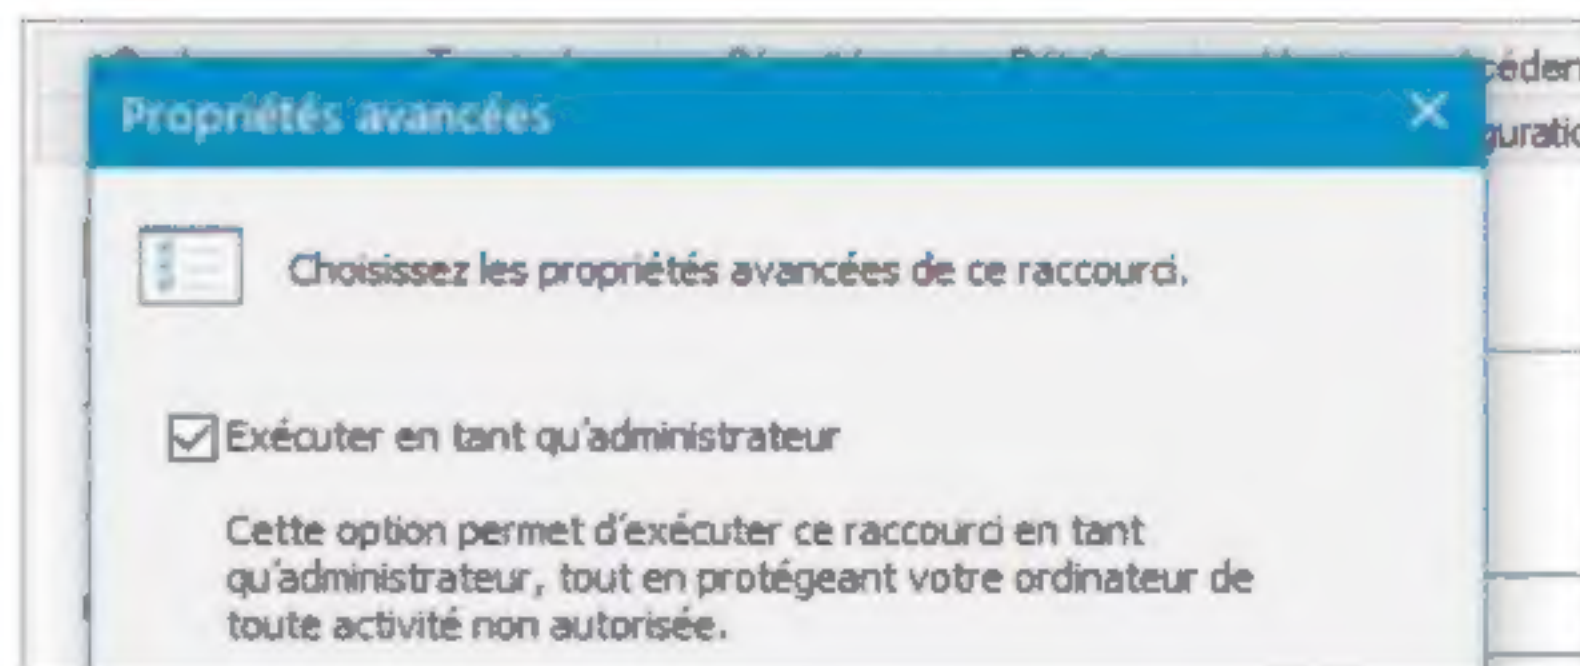 Propriétés avancées
Choisissez les propriétés avancées de ce raccourci.
Exécuter en tant qu'administrateur
Cette option permet d'exécuter ce raccourci en tant
qu'administrateur, tout en protégeant votre ordinateur de
toute activité non autorisée.